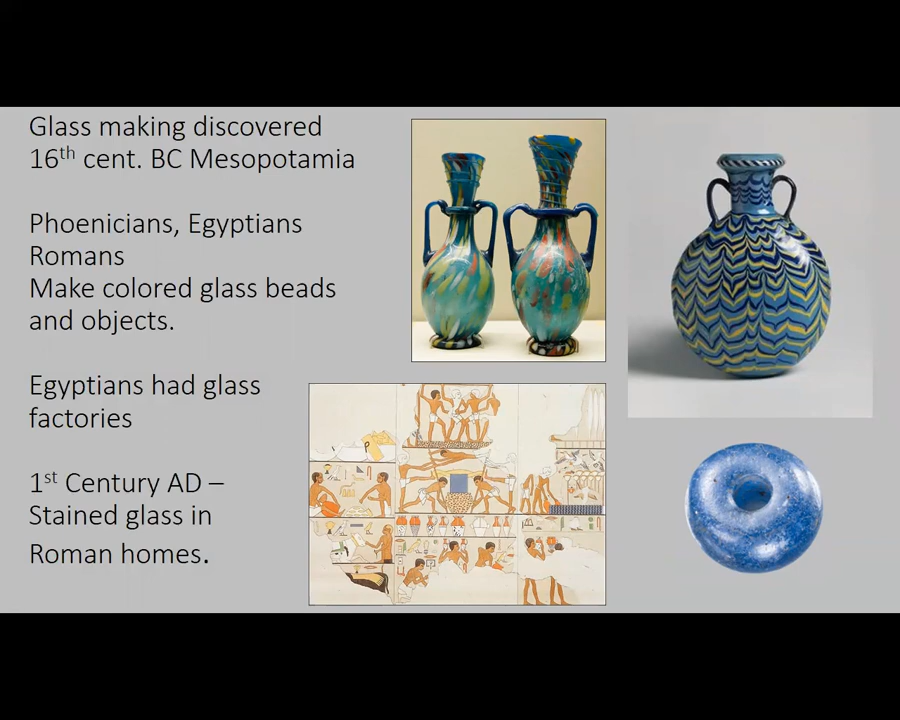 Glass making discovered
16th cent. BC Mesopotamia
Phoenicians, Egyptians
Romans
Make colored glass beads
and objects.
Egyptians had glass
factories
1st Century AD –
Stained glass in
Roman homes.